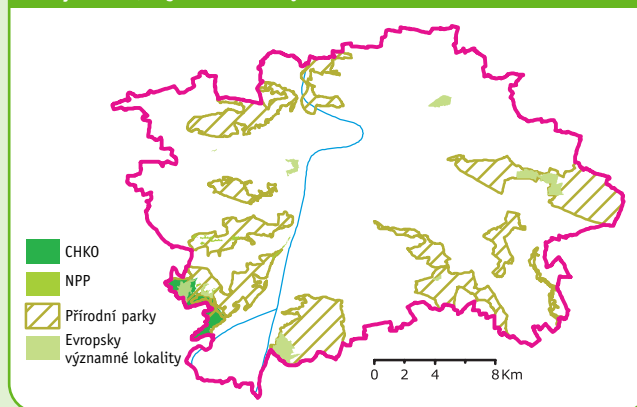 CHKO
NPP
Přírodní parky
Evropsky
významné lokality
0 2 4 8 Km